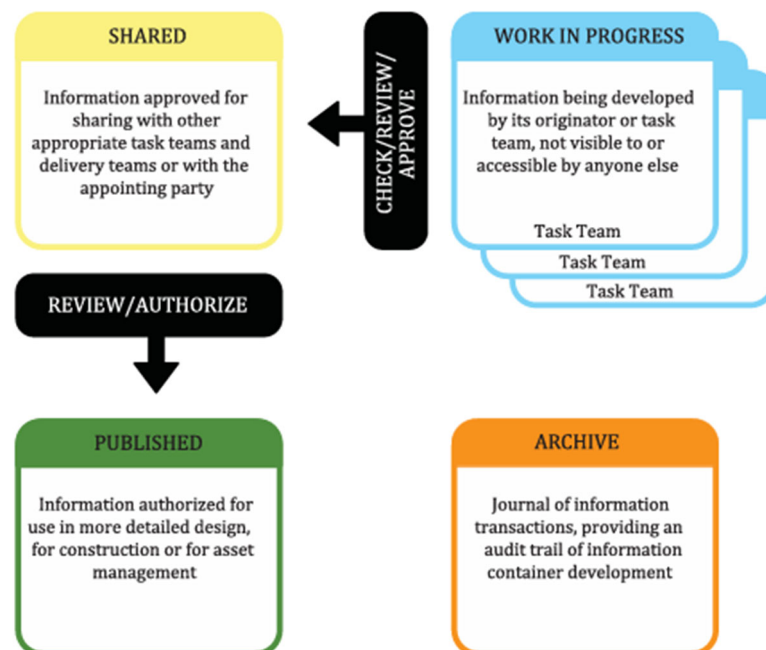 SHARED
Information approved for
sharing with other
appropriate task teams and
delivery teams or with the
appointing party
CHECK/REVIEW/
APPROVE
WORK IN PROGRESS
Information being developed
by its originator or task
team, not visible to or
accessible by anyone else
Task Team
Task Team
Task Team
REVIEW/AUTHORIZE
PUBLISHED
Information authorized for
use in more detailed design,
for construction or for asset
management
ARCHIVE
Journal of information
transactions, providing an
audit trail of information
container development